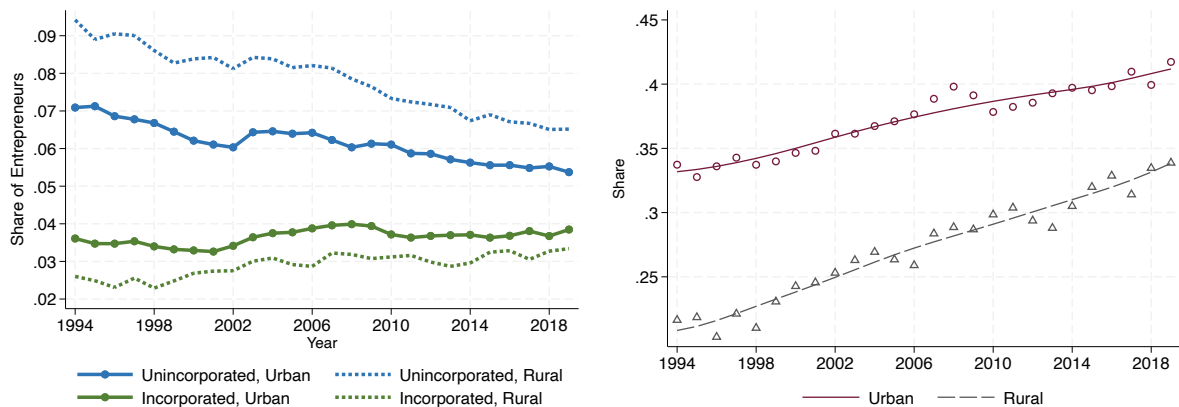 Share of Entrepreneurs
.09
.08
.07
.06
.05
.04
.03
.02
1994 1998 2002 2006 2010 2014 2018
Year
Unincorporated, Urban Unincorporated, Rural
Incorporated, Urban Incorporated, Rural
Share
.45
.4
.35
.3
.25
1994 1998 2002 2006 2010 2014 2018
Urban Rural